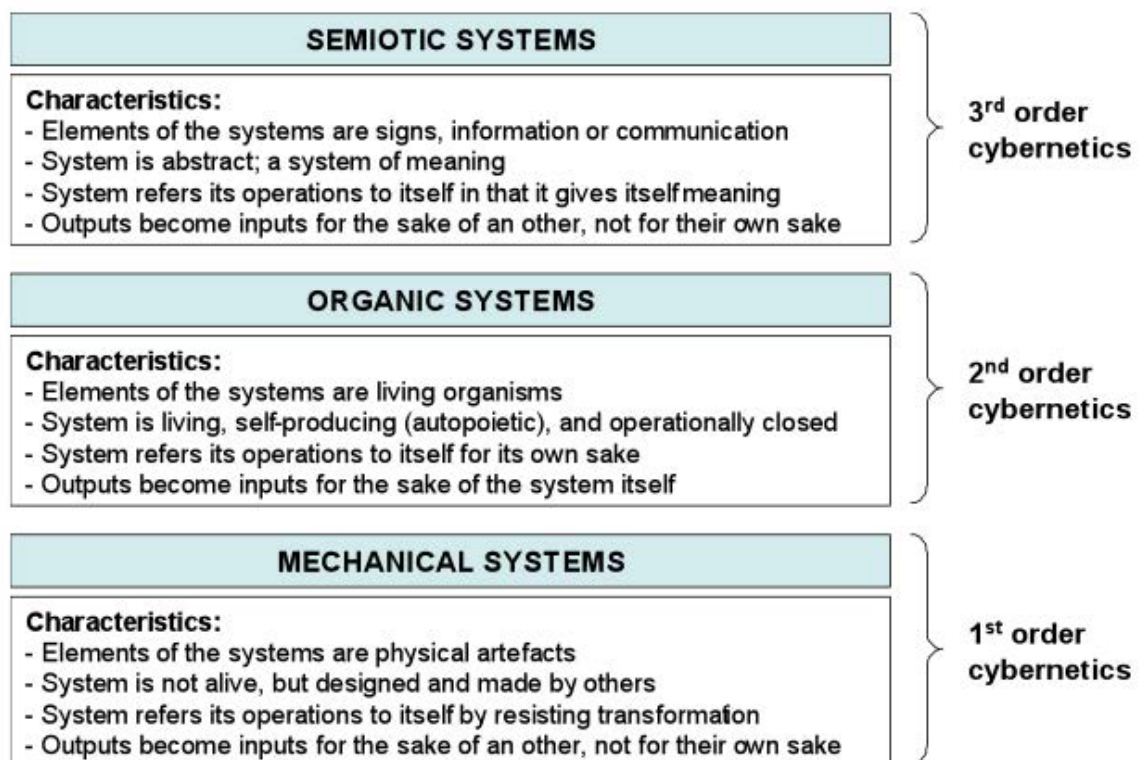 SEMIOTIC SYSTEMS
Characteristics:
- Elements of the systems are signs, information or communication
- System is abstract; a system of meaning
- System refers its operations to itself in that it gives itself meaning
- Outputs become inputs for the sake of an other, not for their own sake
3rd order
cybernetics
ORGANIC SYSTEMS
Characteristics:
- Elements of the systems are living organisms
- System is living, self-producing (autopoietic), and operationally closed
- System refers its operations to itself for its own sake
- Outputs become inputs for the sake of the system itself
2nd order
cybernetics
MECHANICAL SYSTEMS
Characteristics:
- Elements of the systems are physical artefacts
- System is not alive, but designed and made by others
- System refers its operations to itself by resisting transformation
- Outputs become inputs for the sake of an other, not for their own sake
1st order
cybernetics